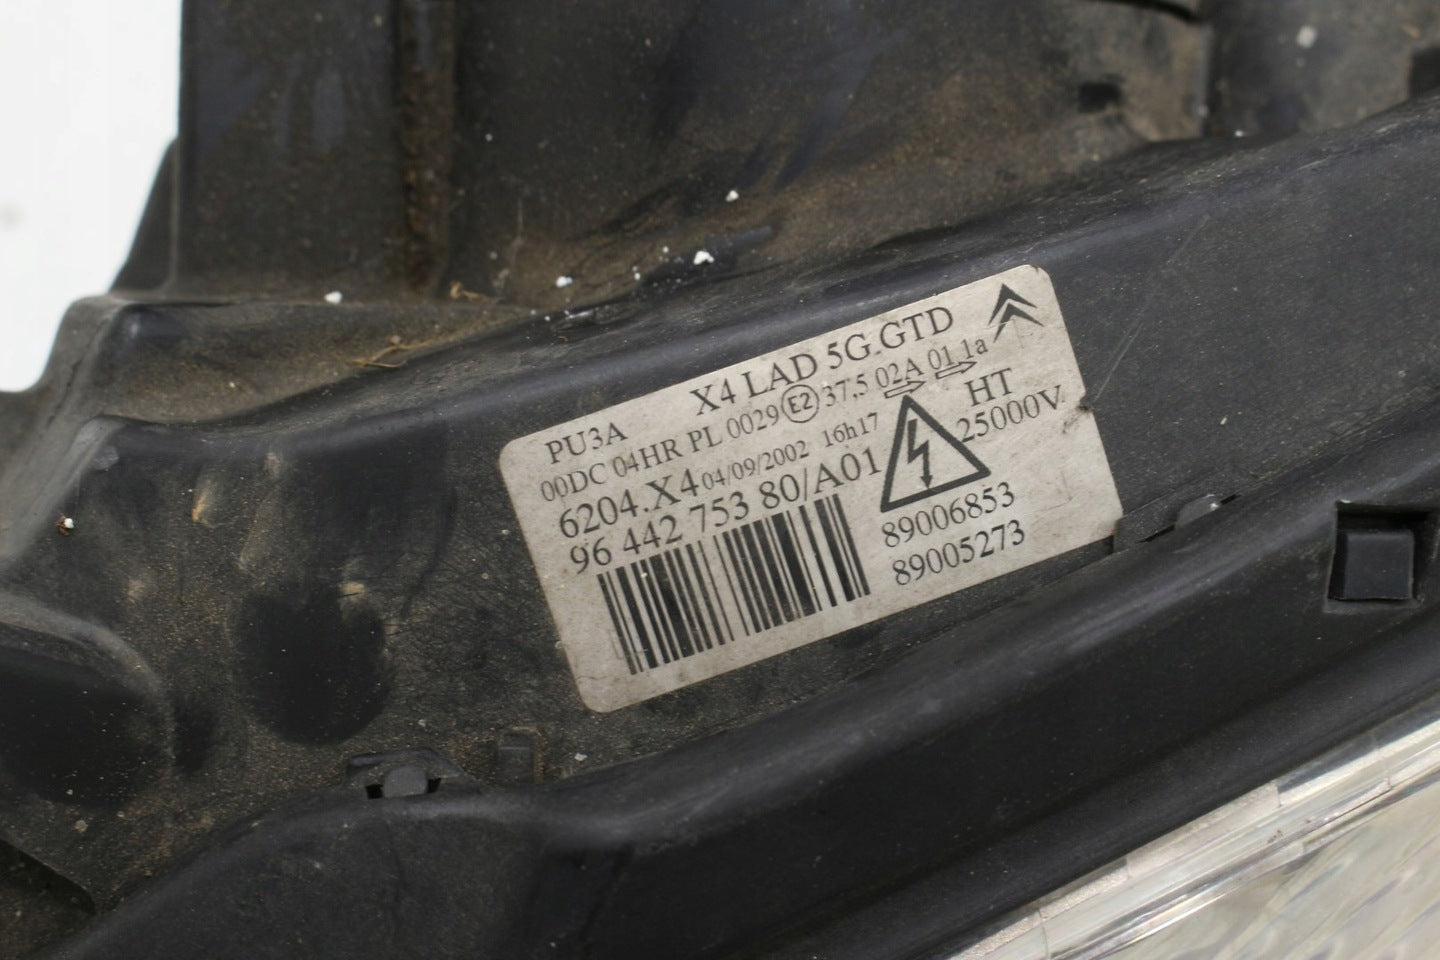 X4 LAD 5G.GTD
PU3A
00DC 04HR PL 0029 E2 37,5 02A 01 1a
6204.X4 04/09/2002 16h17
HT
25000V
96 442 753 80/A01
89006853
89005273